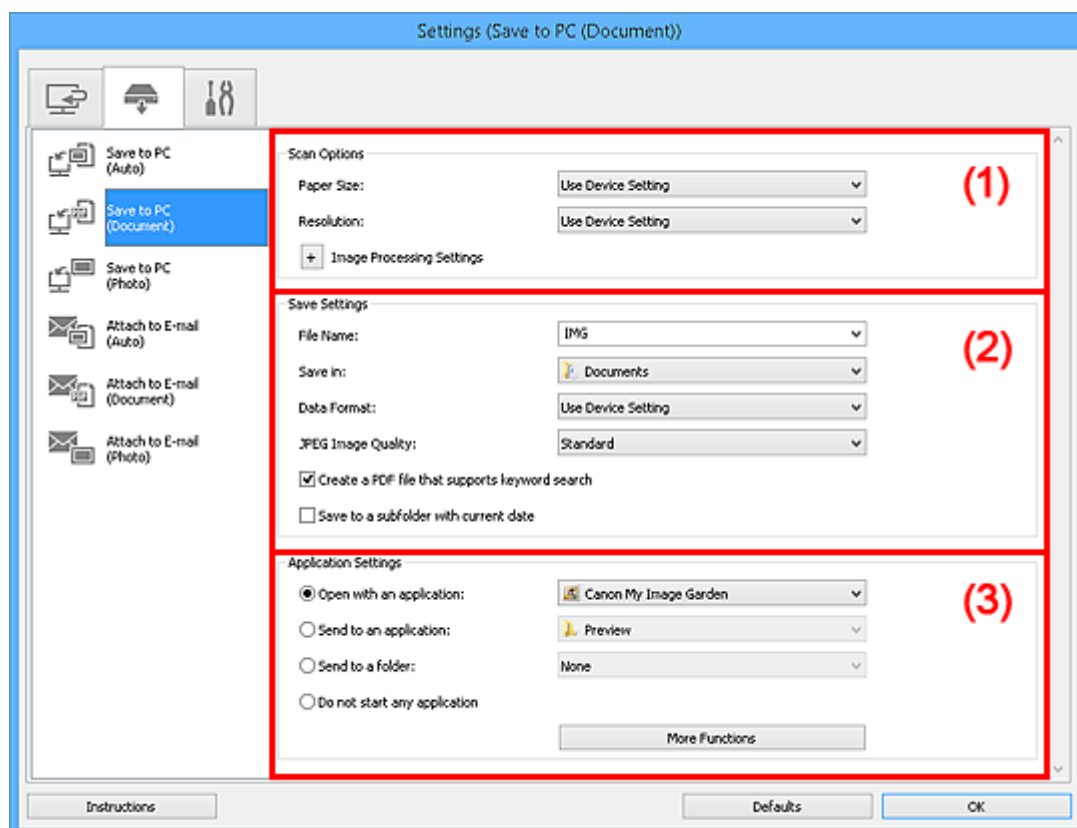 Settings (Save to PC (Document))
Save to PC
(Auto)
Save to PC
(Document)
Save to PC
(Photo)
Attach to E-mail
(Auto)
Attach to E-mail
(Document)
Attach to E-mail
(Photo)
Scan Options
(1)
Paper Size: Use Device Setting
Resolution: Use Device Setting
+ Image Processing Settings
Save Settings
(2)
File Name: IMG
Save in: Documents
Data Format: Use Device Setting
JPEG Image Quality: Standard
Create a PDF file that supports keyword search
Save to a subfolder with current date
Application Settings
(3)
Open with an application: Canon My Image Garden
Send to an application: Preview
Send to a folder: None
Do not start any application
More Functions
Instructions Defaults OK